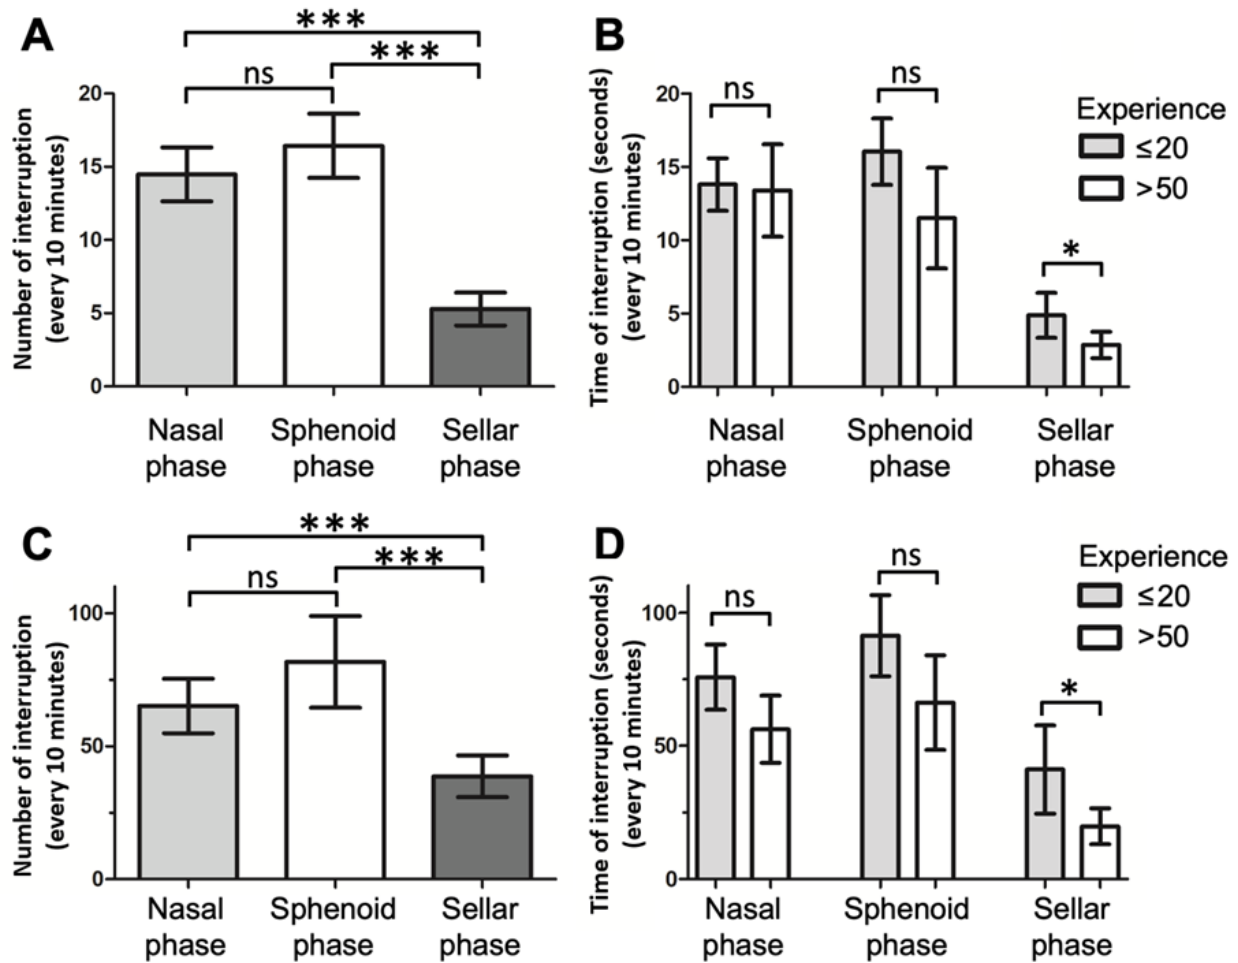 A
Number of interruption
(every 10 minutes)
***
***
ns
20
15
10
5
0
Nasal
phase
Sphenoid
phase
Sellar
phase
B
Time of interruption (seconds)
(every 10 minutes)
ns
ns
*
20
15
10
5
0
Nasal
phase
Sphenoid
phase
Sellar
phase
Experience
≤20
>50
C
Number of interruption
(every 10 minutes)
***
***
ns
100
50
0
Nasal
phase
Sphenoid
phase
Sellar
phase
D
Time of interruption (seconds)
(every 10 minutes)
ns
ns
*
100
50
0
Nasal
phase
Sphenoid
phase
Sellar
phase
Experience
≤20
>50